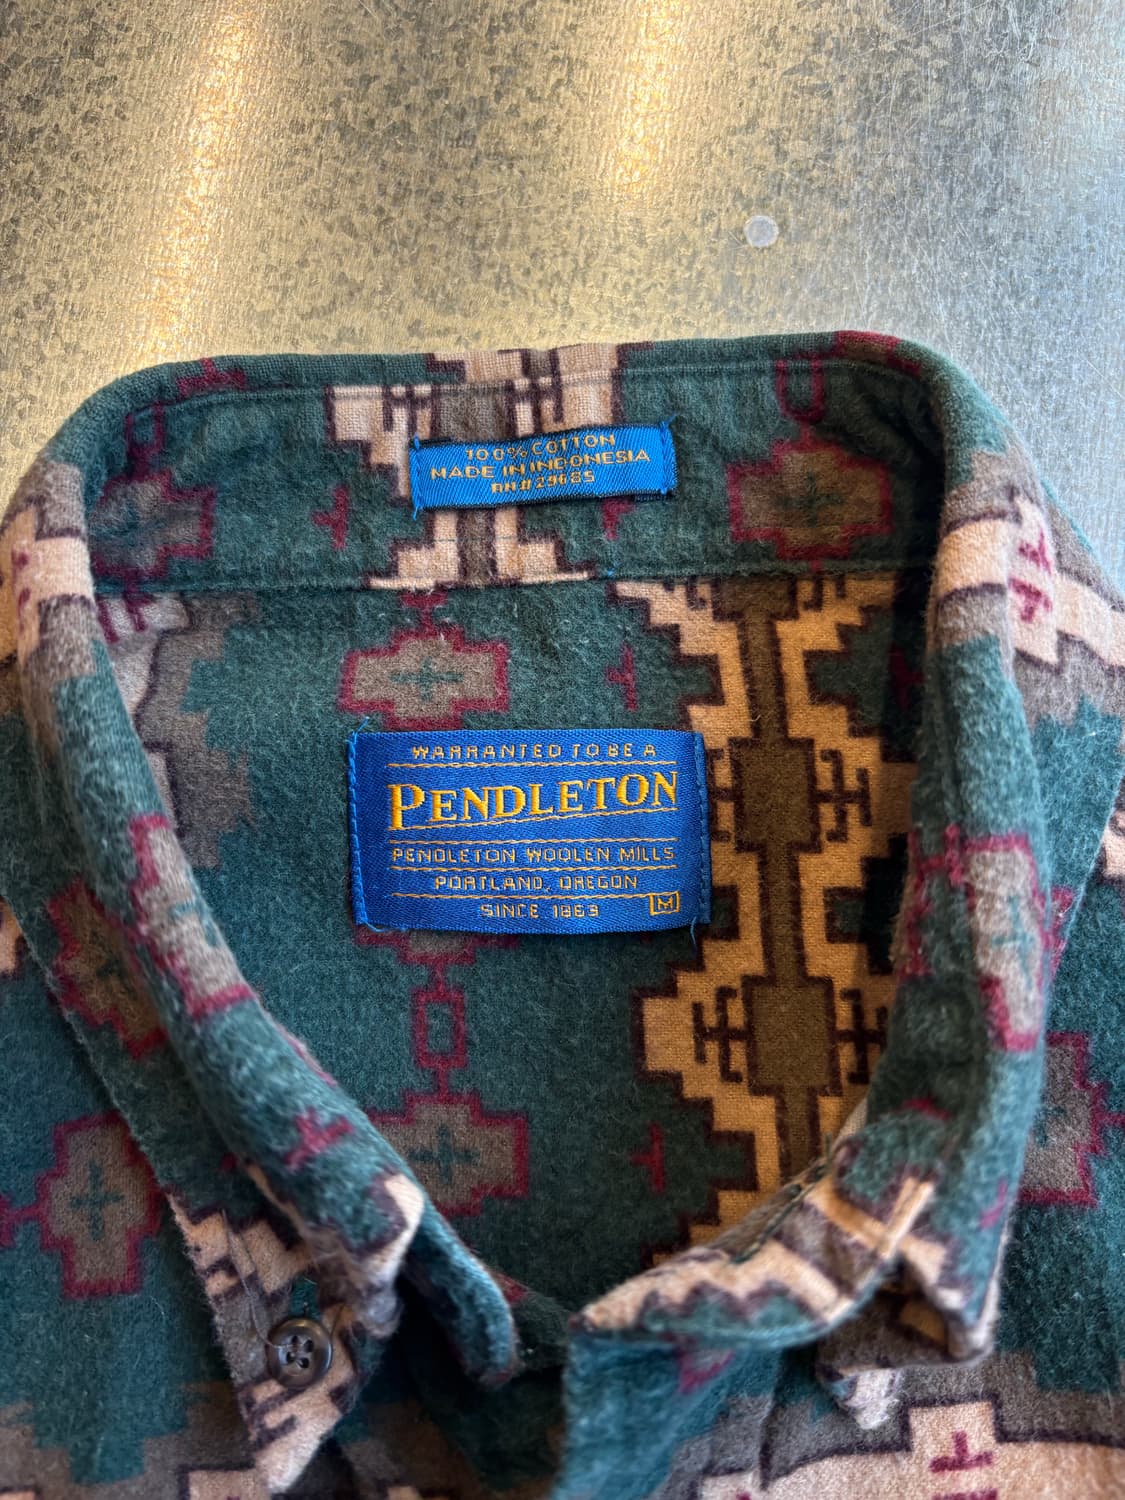 100% COTTON
MADE IN INDONESIA
RN#29685
WARRANTED TO BE A
PENDLETON
PENDLETON WOOLEN MILLS
PORTLAND, OREGON
SINCE 1863
M